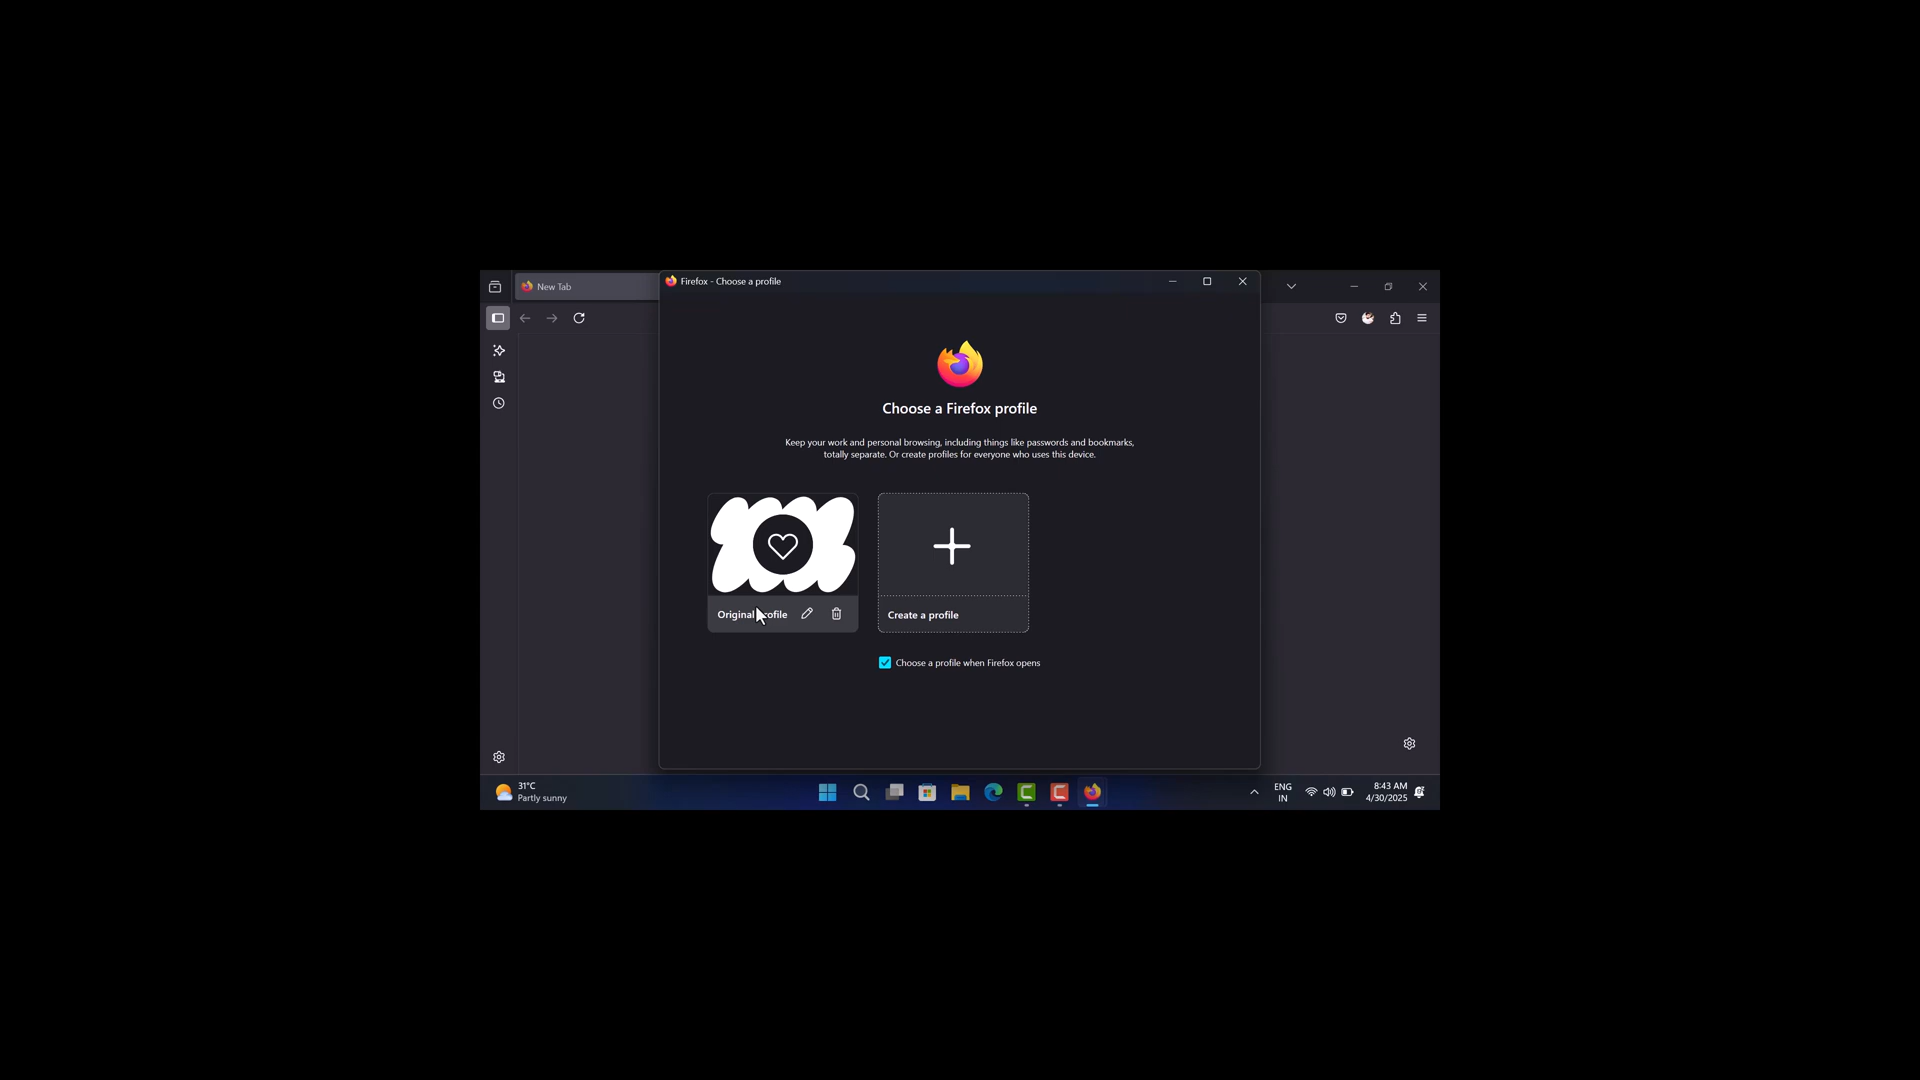 New Tab
Firefox - Choose a profile
Choose a Firefox profile
Keep your work and personal browsing, including things like passwords and bookmarks,
totally separate. Or create profiles for everyone who uses this device.
Original
ofile
Create a profile
Choose a profile when Firefox opens
31°C
Partly sunny
ENG
IN
8:43 AM
4/30/2025